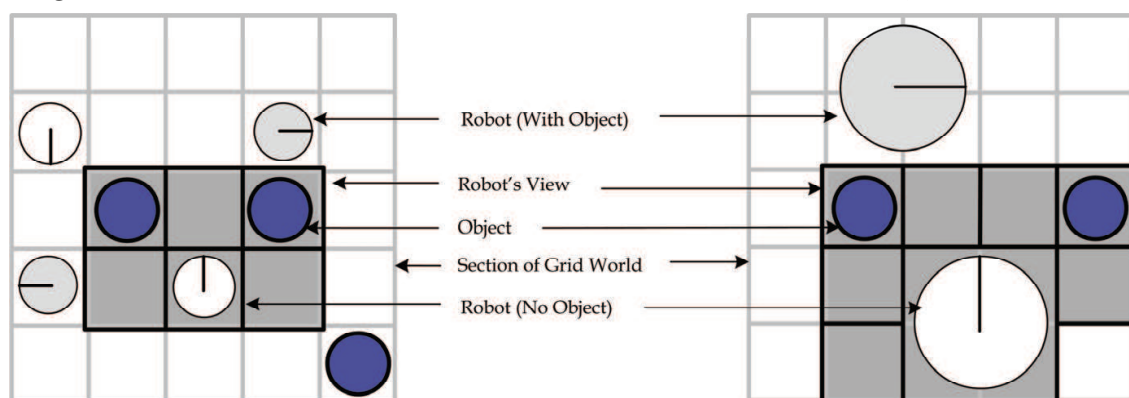 Robot (With Object)
Robot's View
Object
Section of Grid World
Robot (No Object)